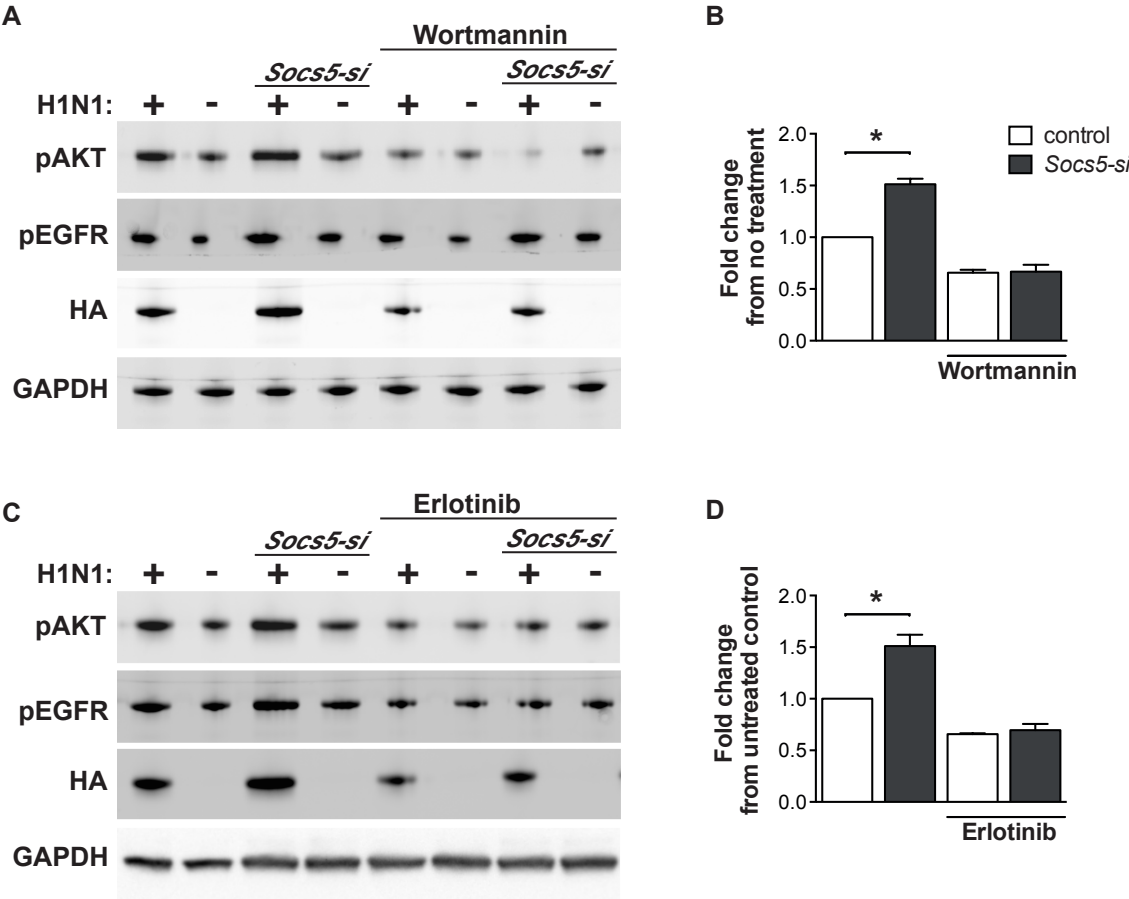 A
Wortmannin
Socs5-si Socs5-si
H1N1: + - + - + - + -
pAKT
pEGFR
HA
GAPDH
B
2.0
1.5
1.0
0.5
0.0
Fold change
from no treatment
*
control
Socs5-si
Wortmannin
C
Erlotinib
Socs5-si Socs5-si
H1N1: + - + - + - + -
pAKT
pEGFR
HA
GAPDH
D
2.0
1.5
1.0
0.5
0.0
Fold change
from untreated control
*
Erlotinib